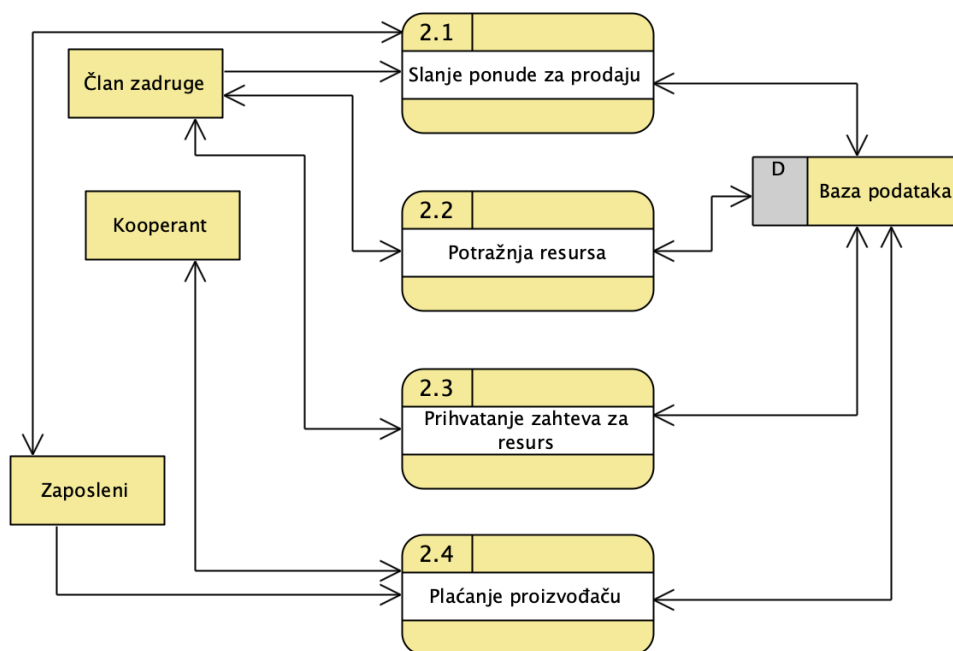 2.1
Slanje ponude za prodaju
Član zadruge
D
Baza podataka
2.2
Kooperant
Potražnja resursa
2.3
Prihvatanje zahteva za
resurs
Zaposleni
2.4
Plaćanje proizvođaču